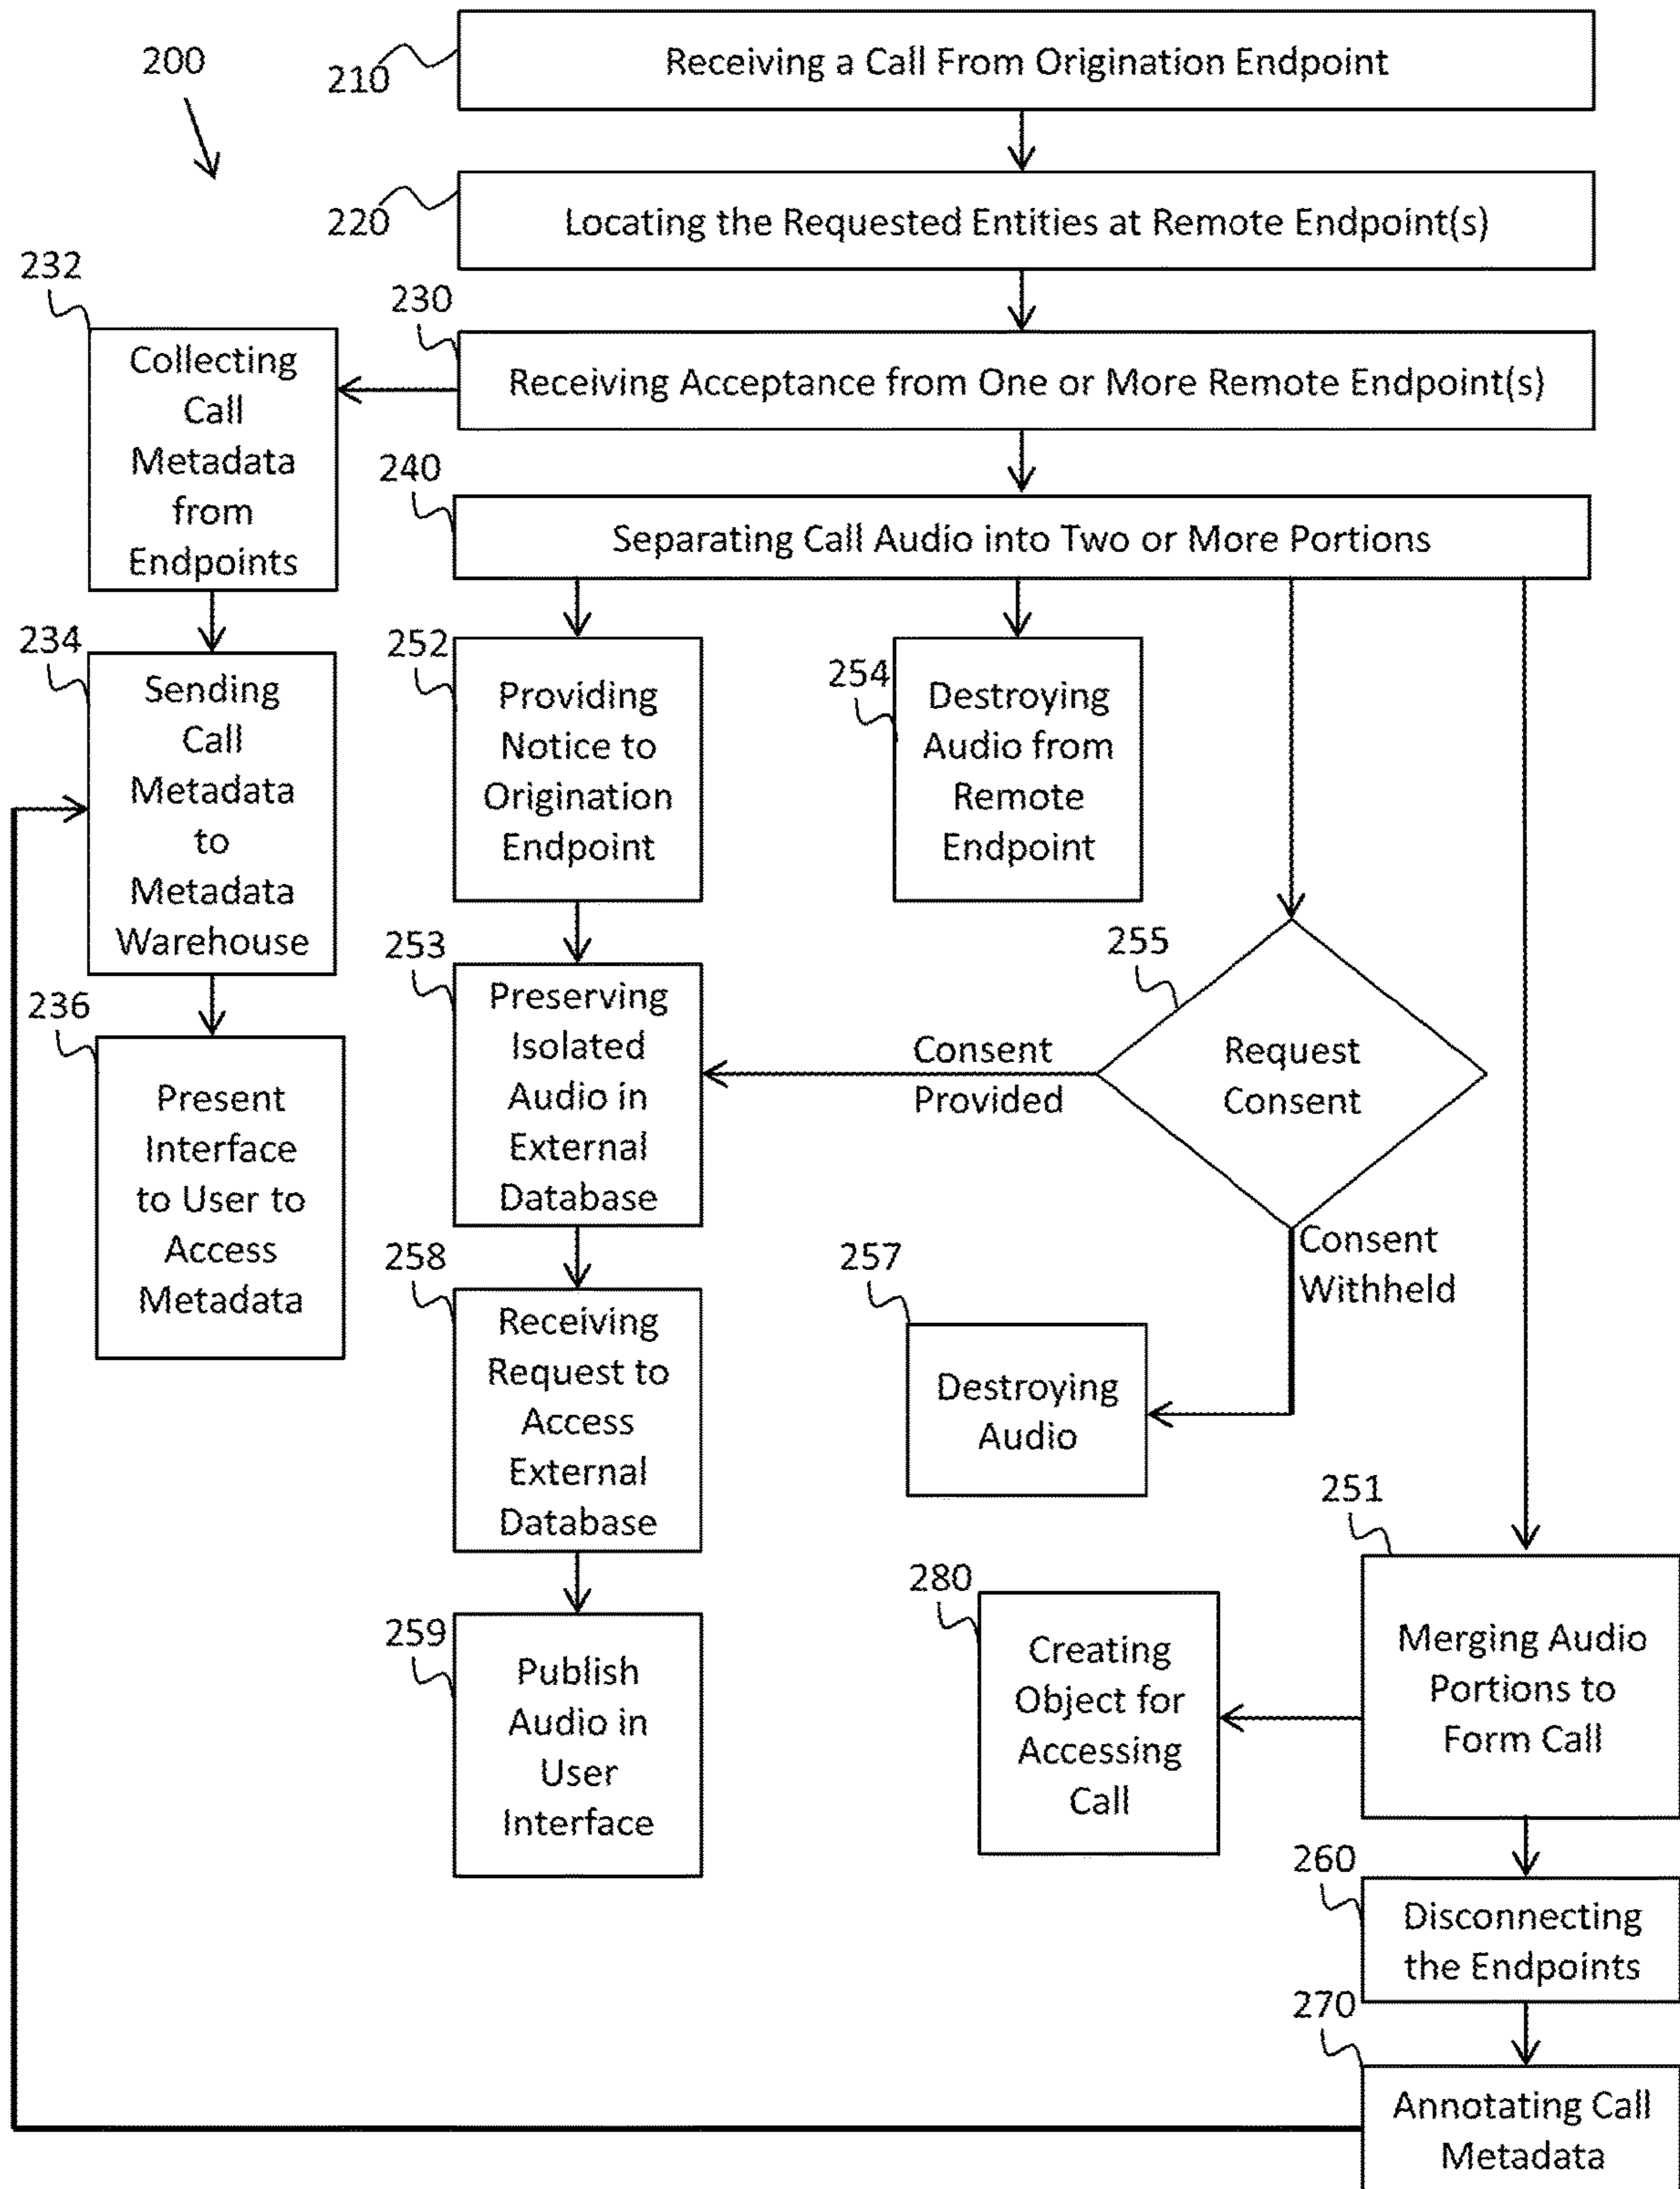 200
210
Receiving a Call From Origination Endpoint
220
Locating the Requested Entities at Remote Endpoint(s)
230
Receiving Acceptance from One or More Remote Endpoint(s)
232
Collecting
Call
Metadata
from
Endpoints
240
Separating Call Audio into Two or More Portions
234
Sending
Call
Metadata
to
Metadata
Warehouse
236
Present
Interface
to User to
Access
Metadata
252
Providing
Notice to
Origination
Endpoint
254
Destroying
Audio from
Remote
Endpoint
253
Preserving
Isolated
Audio in
External
Database
255
Request
Consent
Consent
Provided
Consent
Withheld
257
Destroying
Audio
258
Receiving
Request to
Access
External
Database
259
Publish
Audio in
User
Interface
251
Merging Audio
Portions to
Form Call
280
Creating
Object for
Accessing
Call
260
Disconnecting
the Endpoints
270
Annotating Call
Metadata